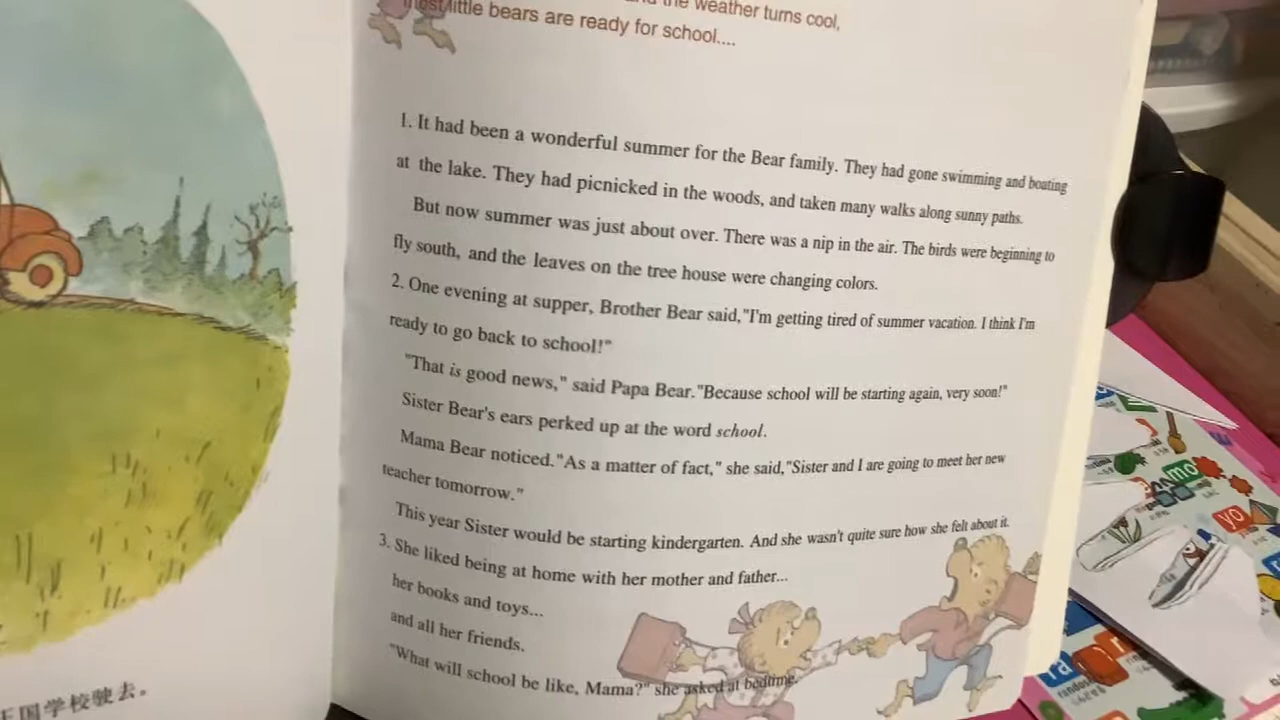 the weather turns cool,
most little bears are ready for school....
1. It had been a wonderful summer for the Bear family. They had gone swimming and boating
at the lake. They had picnicked in the woods, and taken many walks along sunny paths.
But now summer was just about over. There was a nip in the air. The birds were beginning to
fly south, and the leaves on the tree house were changing colors.
2. One evening at supper, Brother Bear said,"I'm getting tired of summer vacation. I think I'm
ready to go back to school!"
"That is good news," said Papa Bear."Because school will be starting again, very soon!"
Sister Bear's ears perked up at the word school.
Mama Bear noticed."As a matter of fact," she said,"Sister and I are going to meet her new
teacher tomorrow."
This year Sister would be starting kindergarten. And she wasn't quite sure how she felt about it.
3. She liked being at home with her mother and father...
her books and toys...
and all her friends.
"What will school be like, Mama?" she asked at bedtime.
国学校驶去。
mo
yo
ra